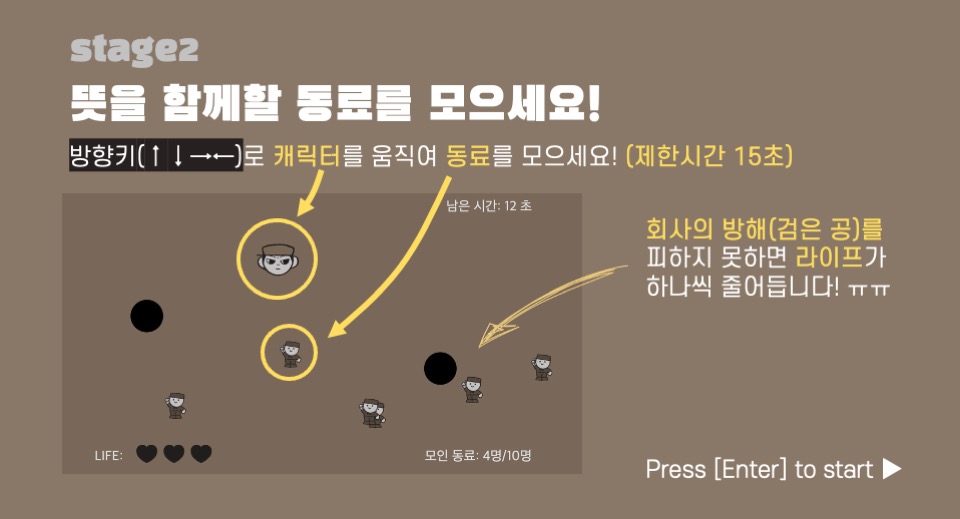 stage2
뜻을 함께할 동료를 모으세요!
방향키(↑↓→←)로 캐릭터를 움직여 동료를 모으세요! (제한시간 15초)
남은 시간: 12 초
회사의 방해(검은 공)를
피하지 못하면 라이프가
하나씩 줄어듭니다! ㅠㅠ
LIFE:
모인 동료: 4명/10명
Press [Enter] to start ▶